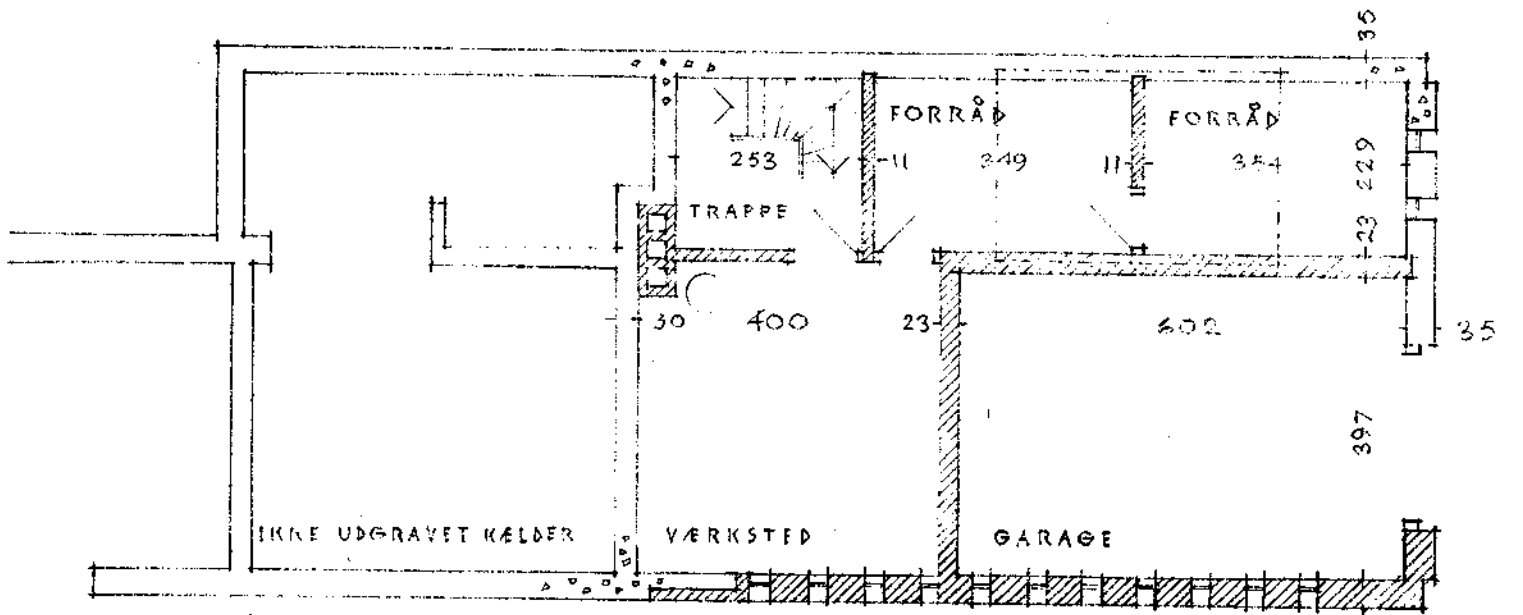 35
FORRÅD
FORRÅD
253
11
349
11
354
229
TRAPPE
23
30
400
23
602
35
397
IKKE UDGRAVET KÆLDER
VÆRKSTED
GARAGE